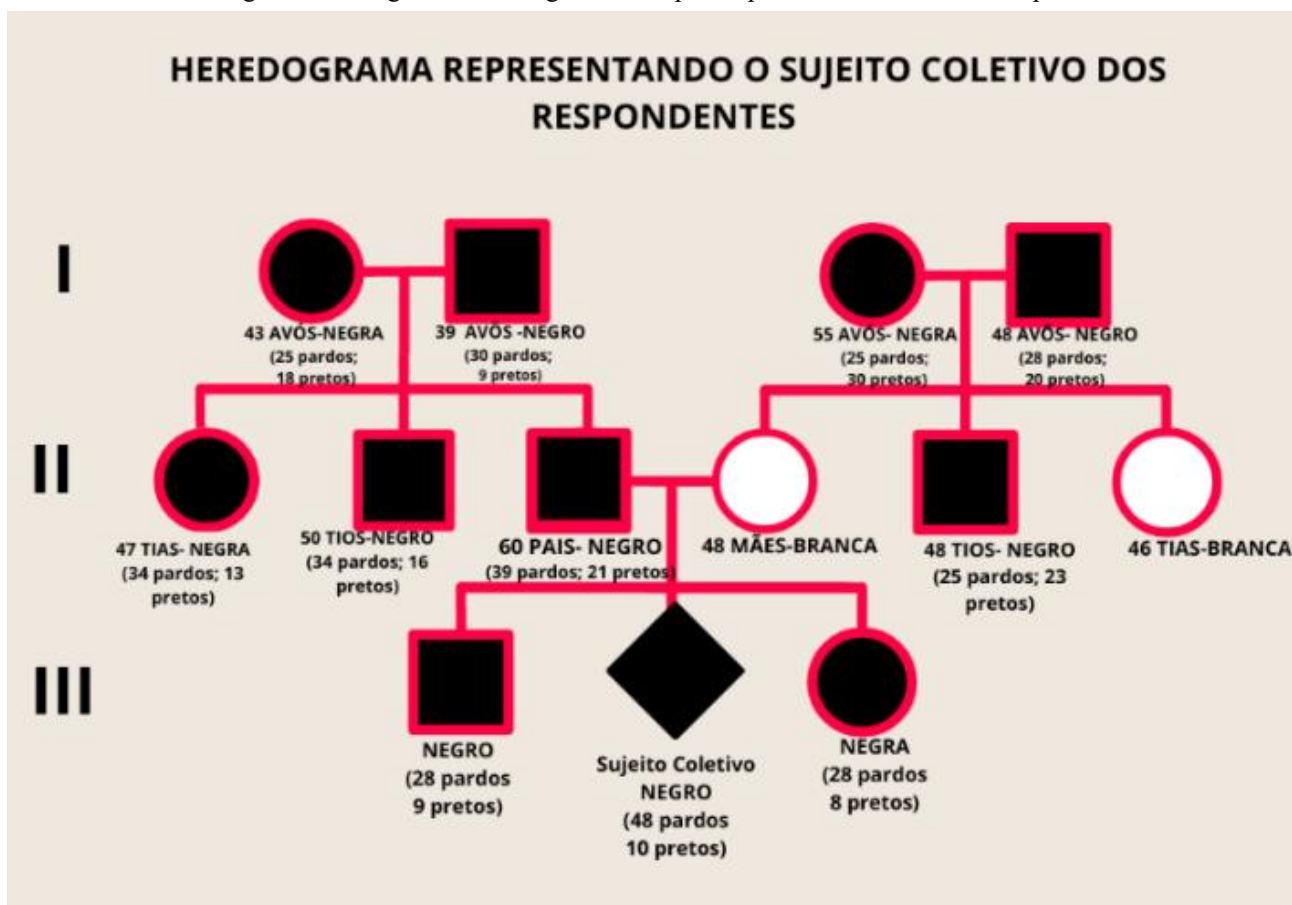 HEREDOGRAMA REPRESENTANDO O SUJEITO COLETIVO DOS
RESPONDENTES
I
43 AVÓS-NEGRA
(25 pardos;
18 pretos)
39 AVÔS -NEGRO
(30 pardos;
9 pretos)
55 AVÓS- NEGRA
(25 pardos;
30 pretos)
48 AVÔS- NEGRO
(28 pardos;
20 pretos)
II
47 TIAS- NEGRA
(34 pardos; 13
pretos)
50 TIOS-NEGRO
(34 pardos; 16
pretos)
60 PAIS- NEGRO
(39 pardos; 21 pretos)
48 MÃES-BRANCA
48 TIOS- NEGRO
(25 pardos; 23
pretos)
46 TIAS-BRANCA
III
NEGRO
(28 pardos
9 pretos)
Sujeito Coletivo
NEGRO
(48 pardos
10 pretos)
NEGRA
(28 pardos
8 pretos)